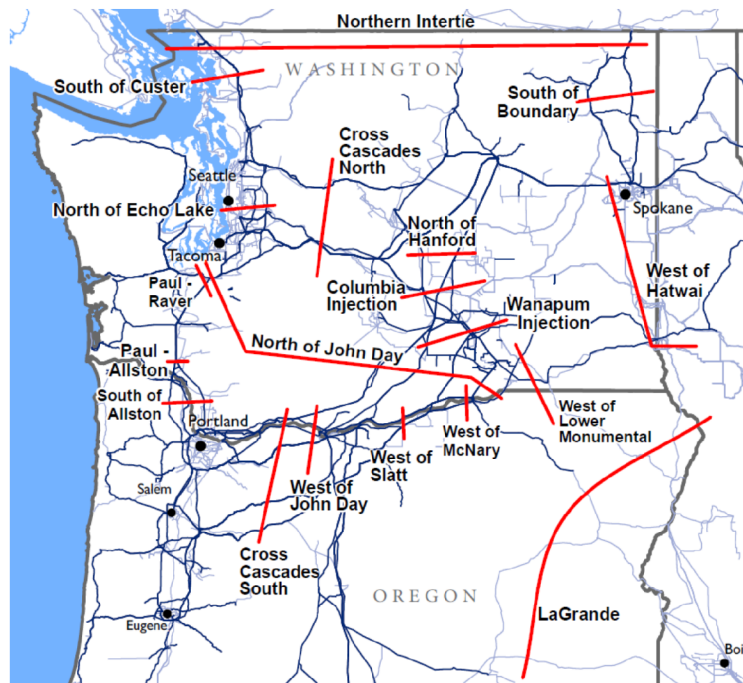 Northern Intertie
WASHINGTON
South of Custer
South of
Boundary
Cross
Cascades
North
Seattle
Spokane
North of Echo Lake
North of
Hanford
Tacoma
West of
Hatwai
Paul -
Raver
Columbia
Injection
Wanapum
Injection
North of John Day
Paul -
Allston
South of
Allston
Portland
West of
Lower
Monumental
West of
McNary
West of
Slatt
West of
John Day
Salem
Cross
Cascades
South
OREGON
LaGrande
Eugene
Boi